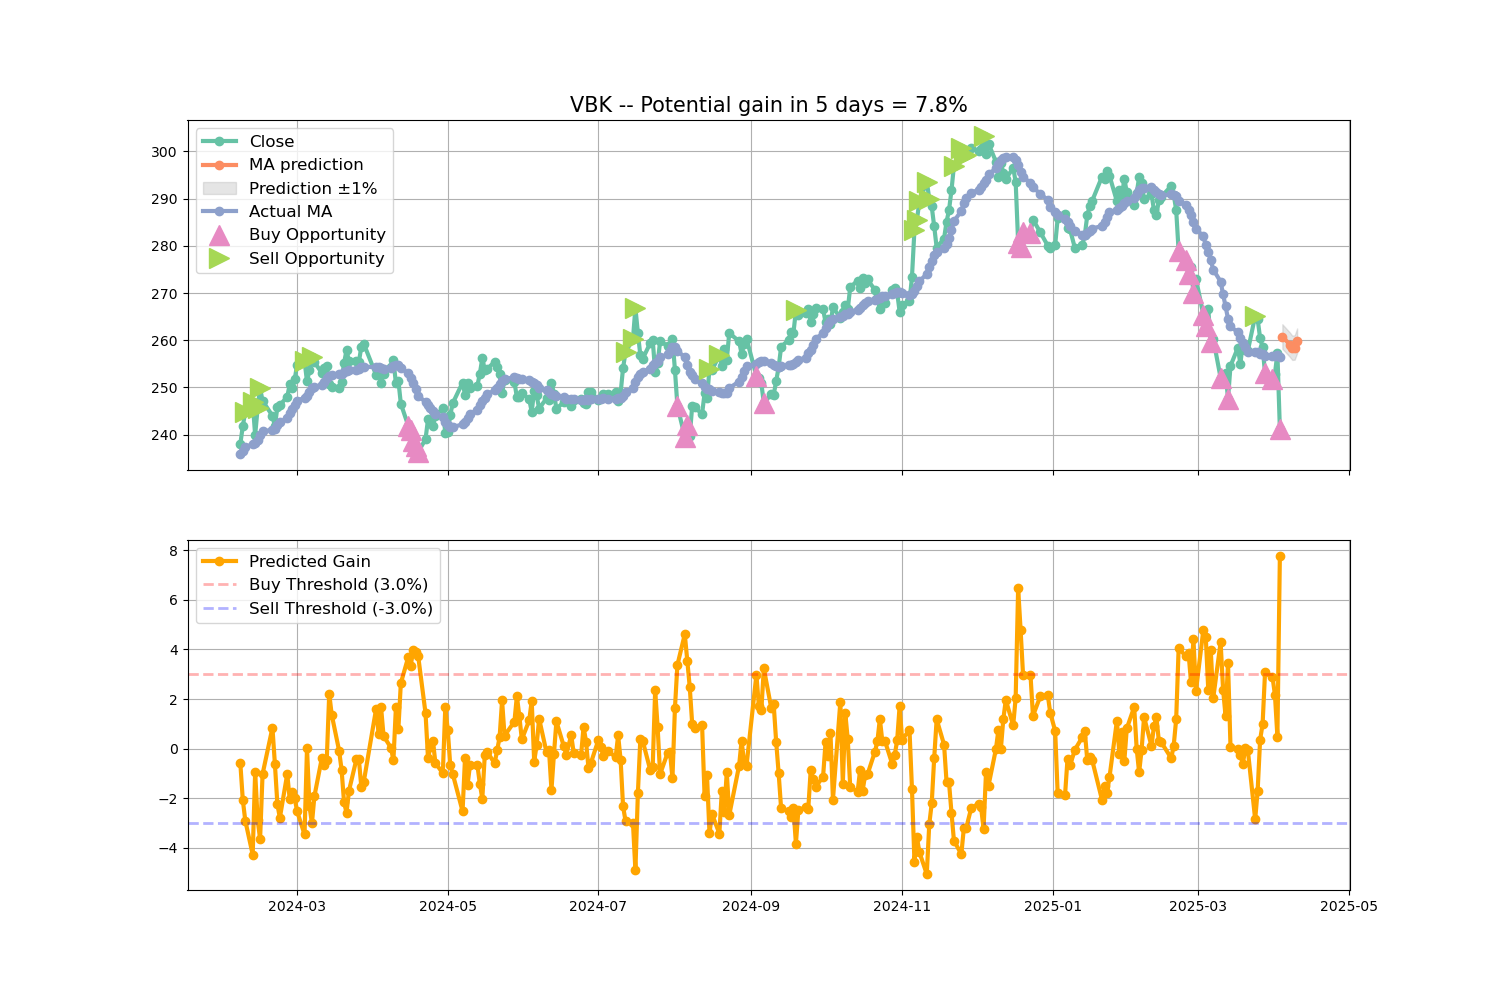 VBK -- Potential gain in 5 days = 7.8%
Close
MA prediction
Prediction ±1%
Actual MA
Buy Opportunity
Sell Opportunity
300
290
280
270
260
250
240
Predicted Gain
Buy Threshold (3.0%)
Sell Threshold (-3.0%)
8
6
4
2
0
−2
−4
2024-03 2024-05 2024-07 2024-09 2024-11 2025-01 2025-03 2025-05